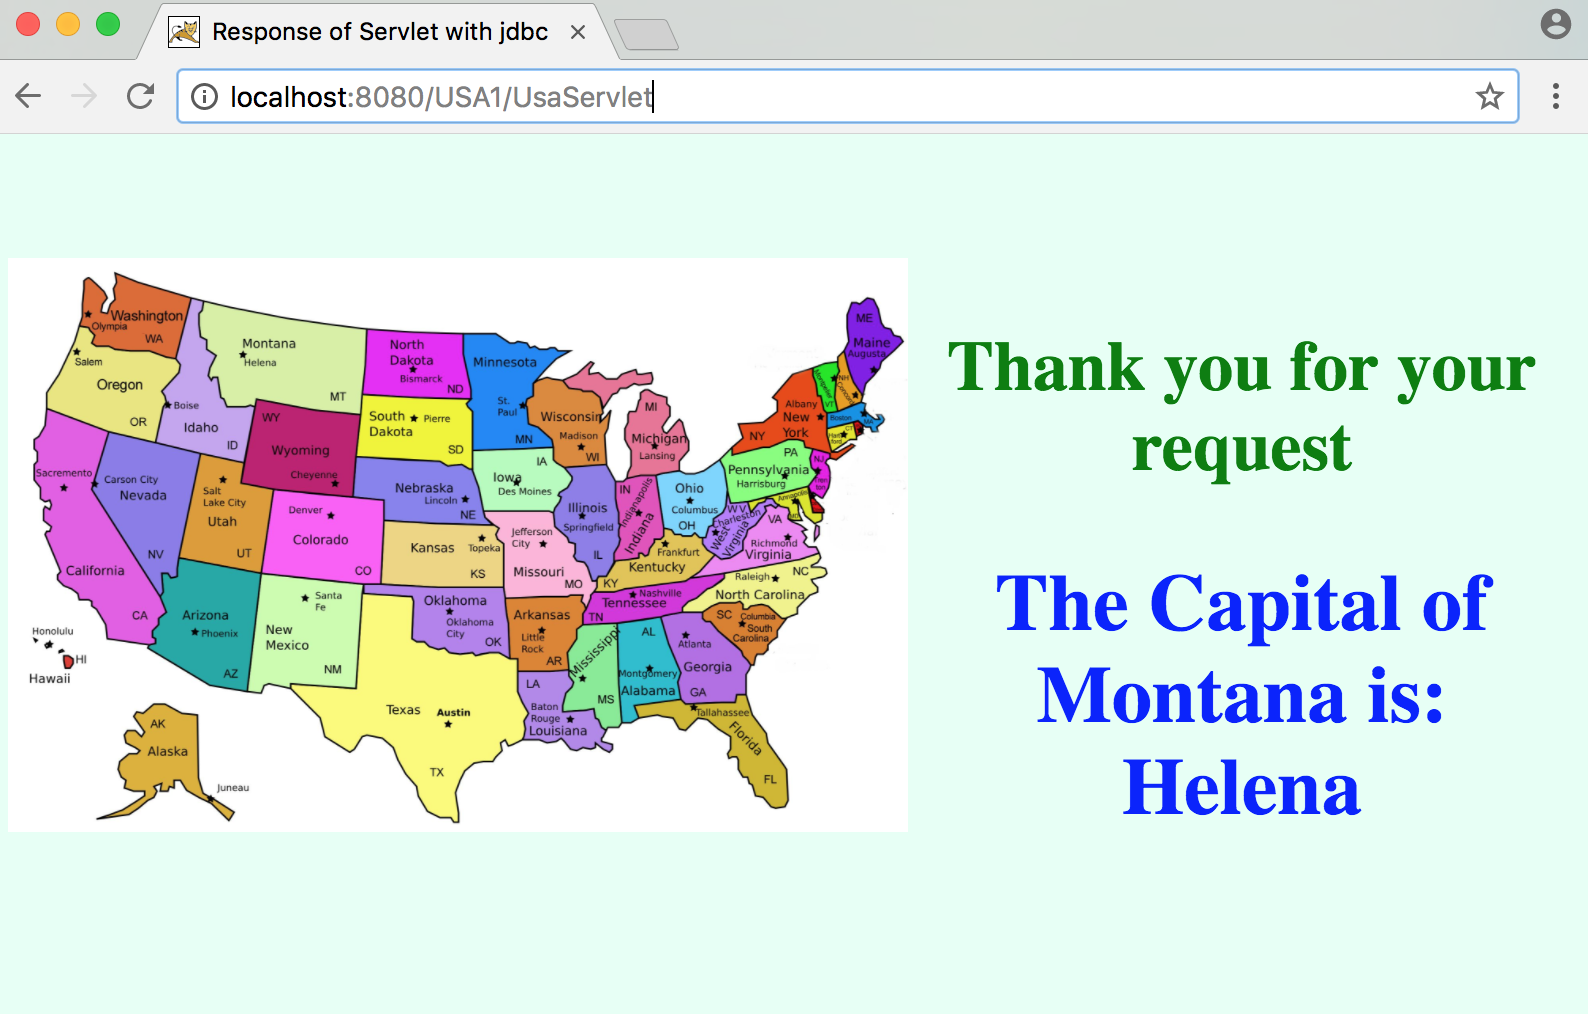 Response of Servlet with jdbc
localhost:8080/USA1/UsaServlet
Thank you for your
request
The Capital of
Montana is:
Helena
Washington
Olympia
WA
Salem
Oregon
OR
Montana
Helena
MT
Boise
Idaho
ID
North
Dakota
Bismarck
ND
South
Dakota
Pierre
SD
Minnesota
St.
Paul
MN
Wisconsin
Madison
WI
MI
Michigan
Lansing
WY
Wyoming
Cheyenne
Sacremento
California
CA
Carson City
Nevada
NV
Salt
Lake City
Utah
UT
Denver
Colorado
CO
Nebraska
Lincoln
NE
IA
Iowa
Des Moines
Illinois
Springfield
IL
IN
Indianapolis
Indiana
Ohio
Columbus
OH
Kansas
Topeka
KS
Jefferson
City
Missouri
MO
Frankfurt
Kentucky
KY
WV
Charleston
West
Virginia
VA
Richmond
Virginia
PA
Pennsylvania
Harrisburg
Albany
New
York
NY
ME
Maine
Augusta
Montpelier
VT
NH
Concord
Boston
MA
Hart
ford
CT
NJ
Tren
ton
Annapolis
MD
Raleigh
NC
North Carolina
Nashville
Tennessee
TN
SC
Columbia
South
Carolina
Arizona
Phoenix
AZ
Santa
Fe
New
Mexico
NM
Oklahoma
Oklahoma
City
OK
Arkansas
Little
Rock
AR
Mississippi
MS
AL
Montgomery
Alabama
Atlanta
Georgia
GA
Texas
Austin
TX
LA
Baton
Rouge
Louisiana
Tallahassee
Florida
FL
Honolulu
HI
Hawaii
AK
Alaska
Juneau